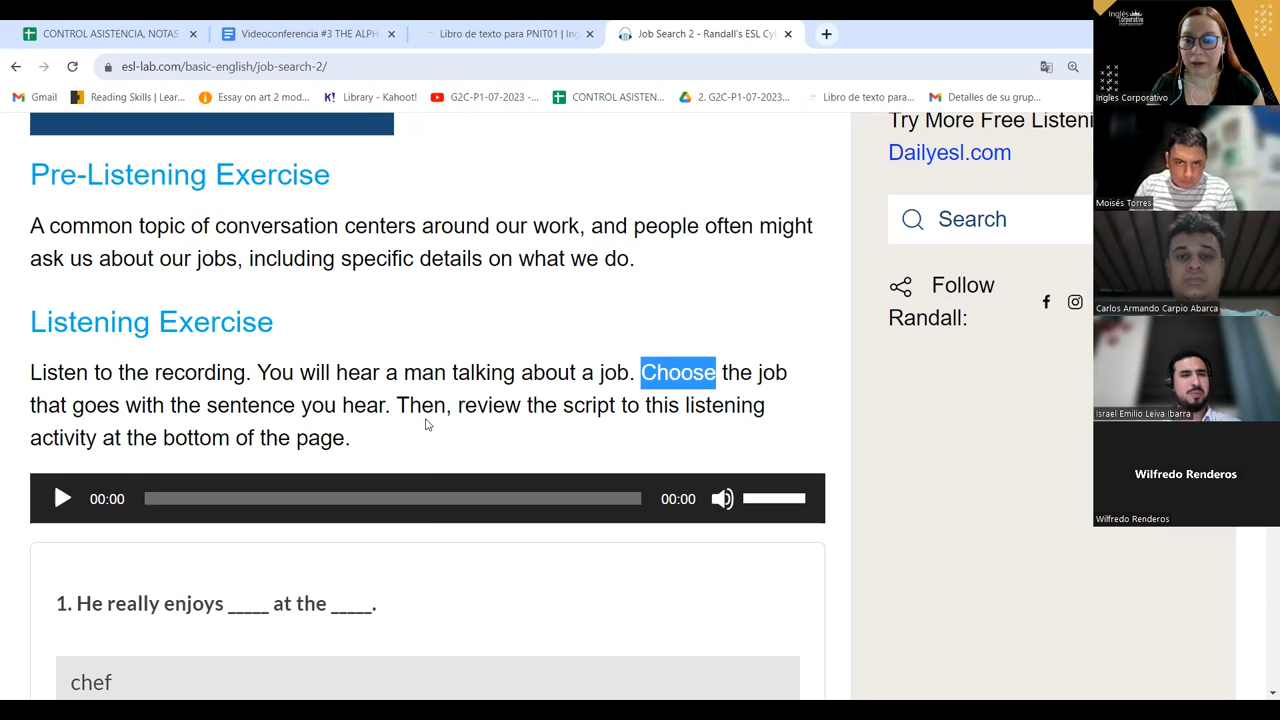 CONTROL ASISTENCIA, NOTAS
Videoconferencia #3 THE ALPH
Libro de texto para PNIT01 | Ing
Job Search 2 - Randall's ESL Cyb
esl-lab.com/basic-english/job-search-2/
Gmail
Reading Skills | Lear...
Essay on art 2 mod...
Library - Kahoots
G2C-P1-07-2023 -...
CONTROL ASISTEN...
2. G2C-P1-07-2023...
Libro de texto para...
Detalles de su grup...
Pre-Listening Exercise
A common topic of conversation centers around our work, and people often might
ask us about our jobs, including specific details on what we do.
Listening Exercise
Listen to the recording. You will hear a man talking about a job. Choose the job
that goes with the sentence you hear. Then, review the script to this listening
activity at the bottom of the page.
00:00
00:00
1. He really enjoys _____ at the _____.
chef
Try More Free Listeni
Dailyesl.com
Search
Follow
Randall:
Inglés
Corporativo
Ingles Corporativo
Moisés Torres
Carlos Armando Carpio Abarca
Israel Emilio Leiva Ibarra
Wilfredo Renderos
Wilfredo Renderos